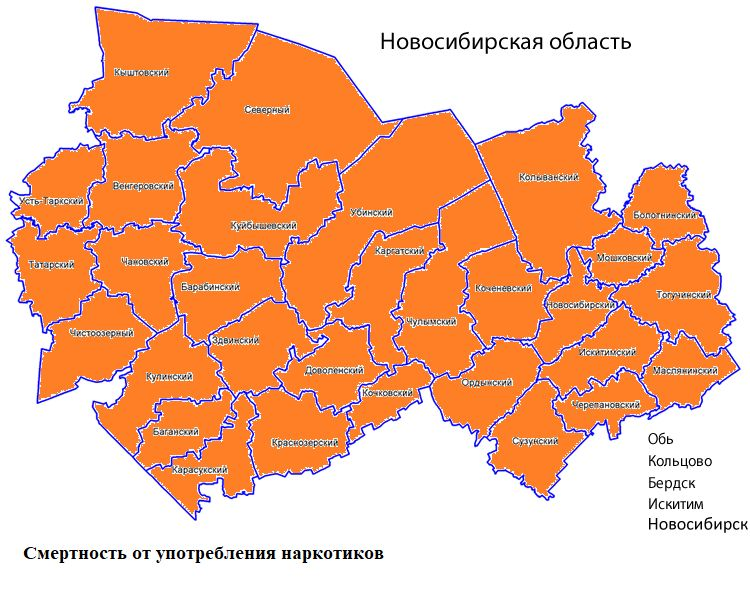 Новосибирская область
Кыштовский
Северный
Колыванский
Венгеровский
Усть-Таркский
Убинский
Болотнинский
Куйбышевский
Каргатский
Мошковский
Татарский
Чановский
Барабинский
Коченевский
Тогучинский
Новосибирский
Чулымский
Чистоозерный
Здвинский
Искитимский
Доволенский
Маслянинский
Кулинский
Ордынский
Кочковский
Черепановский
Баганский
Краснозерский
Сузунский
Карасукский
Обь
Кольцово
Бердск
Искитим
Новосибирск
Смертность от употребления наркотиков